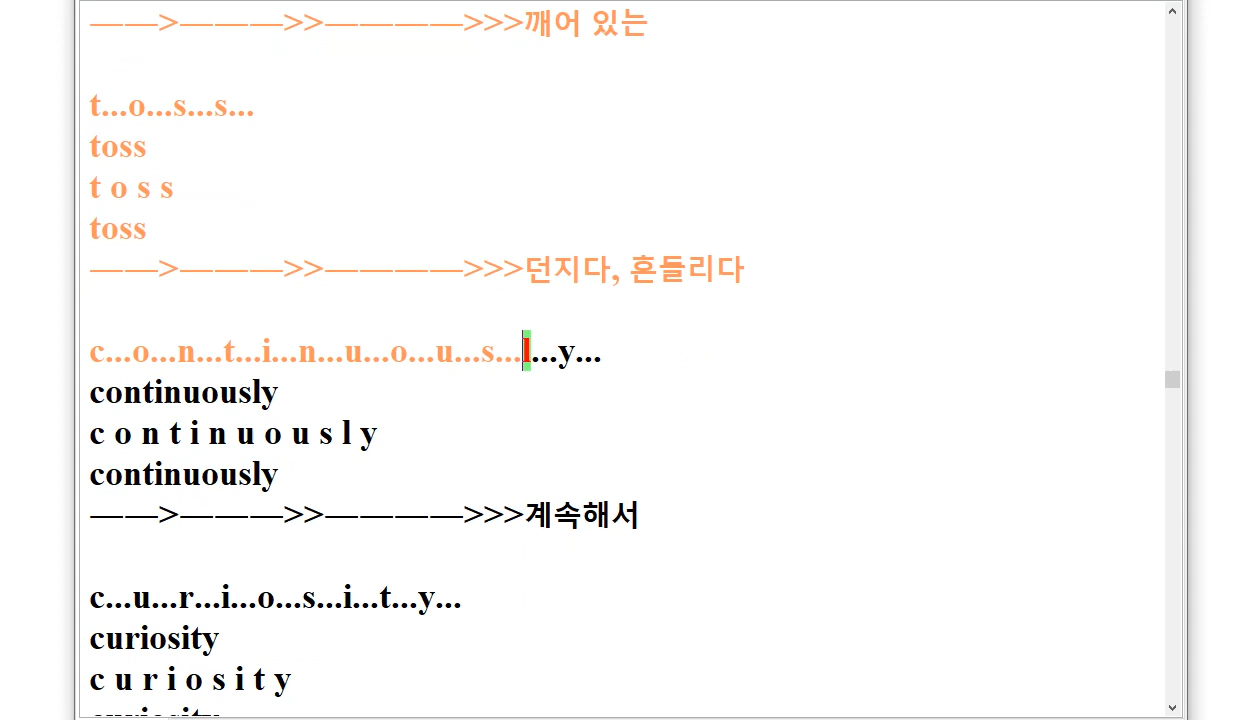 ——>———>>————>>>깨어 있는
t...o...s...s...
toss
t o s s
toss
——>———>>————>>>던지다, 흔들리다
c...o...n...t...i...n...u...o...u...s...l...y...
continuously
c o n t i n u o u s l y
continuously
——>———>>————>>>계속해서
c...u...r...i...o...s...i...t...y...
curiosity
c u r i o s i t y
curiosity